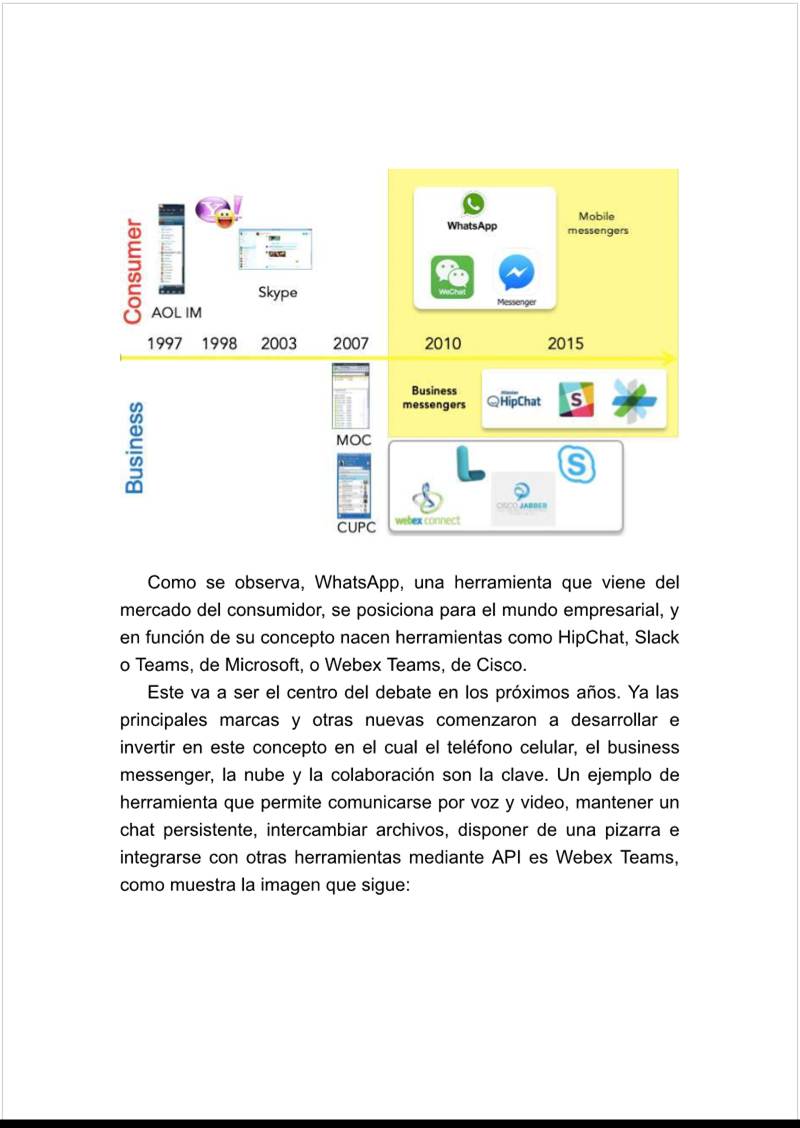 Consumer
AOL IM
Y!
Skype
WhatsApp
WeChat
Messenger
Mobile
messengers
1997 1998 2003 2007 2010 2015
Business
MOC
CUPC
Business
messengers
HipChat
S
L
S
webex connect
CISCO JABBER
Como se observa, WhatsApp, una herramienta que viene del
mercado del consumidor, se posiciona para el mundo empresarial, y
en función de su concepto nacen herramientas como HipChat, Slack
o Teams, de Microsoft, o Webex Teams, de Cisco.
Este va a ser el centro del debate en los próximos años. Ya las
principales marcas y otras nuevas comenzaron a desarrollar e
invertir en este concepto en el cual el teléfono celular, el business
messenger, la nube y la colaboración son la clave. Un ejemplo de
herramienta que permite comunicarse por voz y video, mantener un
chat persistente, intercambiar archivos, disponer de una pizarra e
integrarse con otras herramientas mediante API es Webex Teams,
como muestra la imagen que sigue: